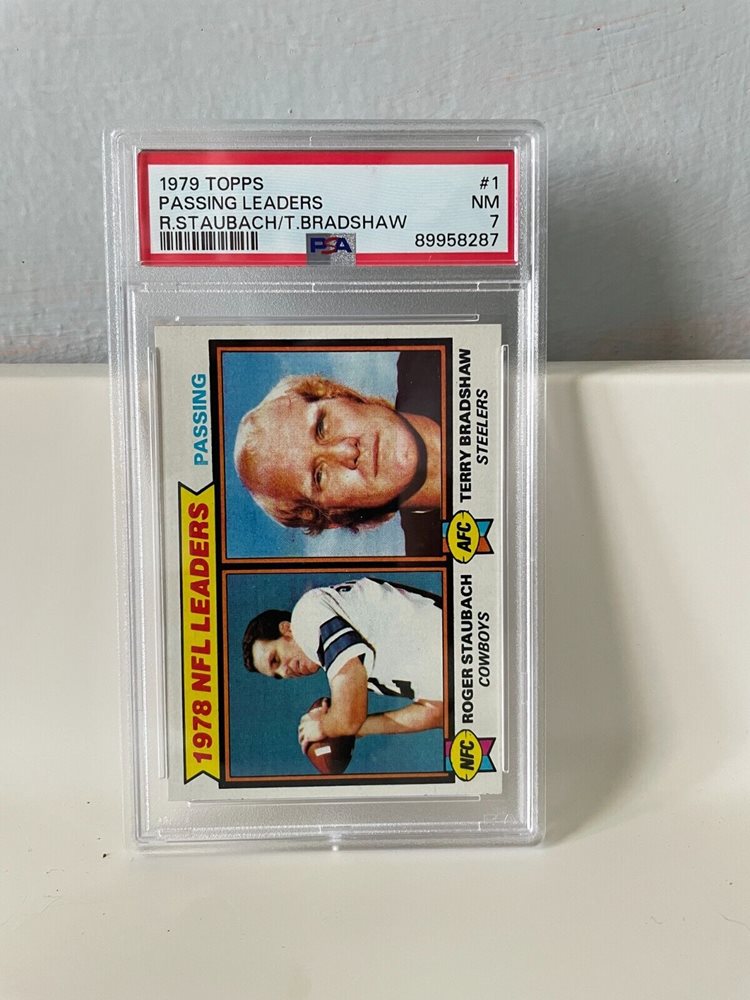 1979 TOPPS #1
PASSING LEADERS NM
R.STAUBACH/T.BRADSHAW 7
PSA 89958287
1978 NFL LEADERS PASSING
NFC ROGER STAUBACH
COWBOYS
AFC TERRY BRADSHAW
STEELERS